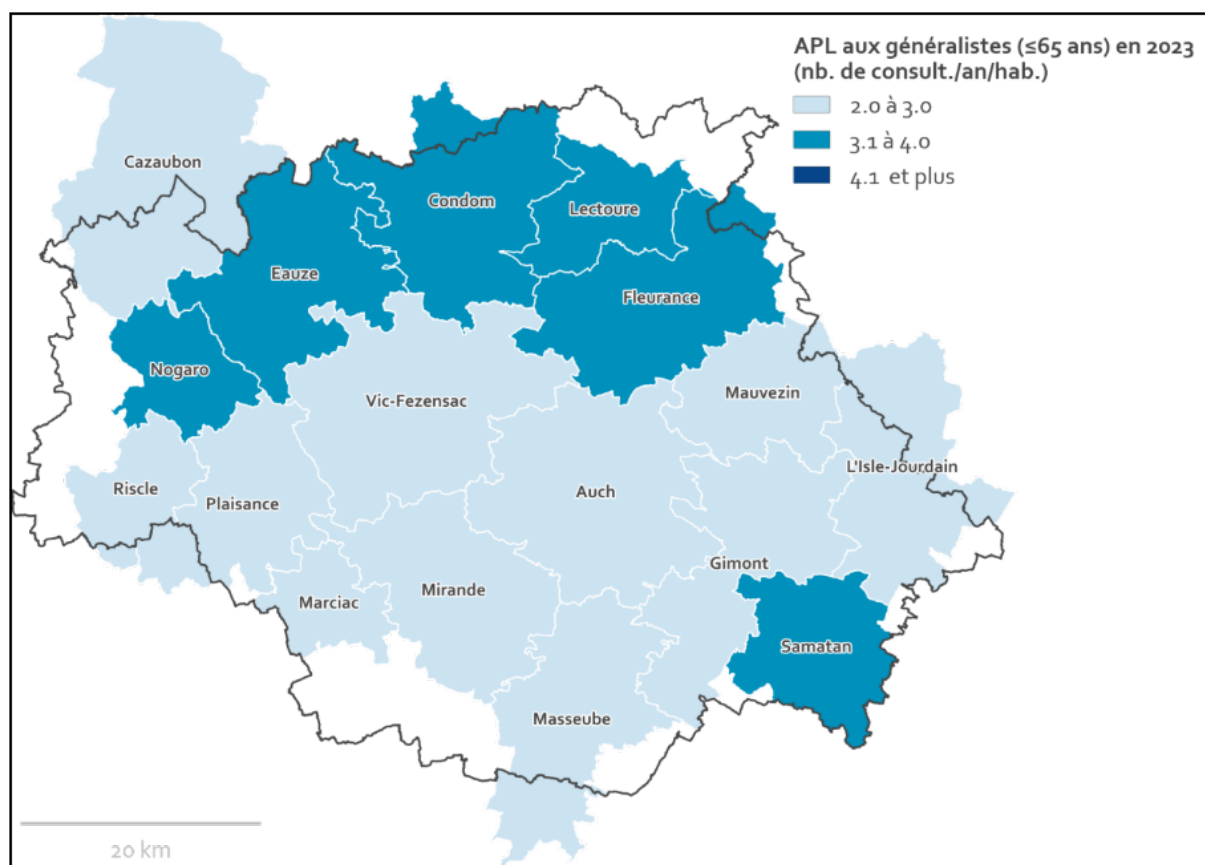 APL aux généralistes (≤65 ans) en 2023
(nb. de consult./an/hab.)
2.0 à 3.0
3.1 à 4.0
4.1 et plus
Cazaubon
Condom
Lectoure
Eauze
Fleurance
Nogaro
Vic-Fezensac
Mauvezin
L'Isle-Jourdain
Riscle
Plaisance
Auch
Gimont
Mirande
Marciac
Samatan
Masseube
20 km